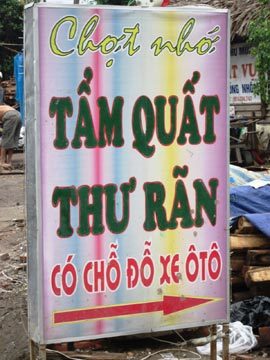 Chợt nhớ
TẨM QUẤT
THƯ RÃN
CÓ CHỖ ĐỖ XE ÔTÔ